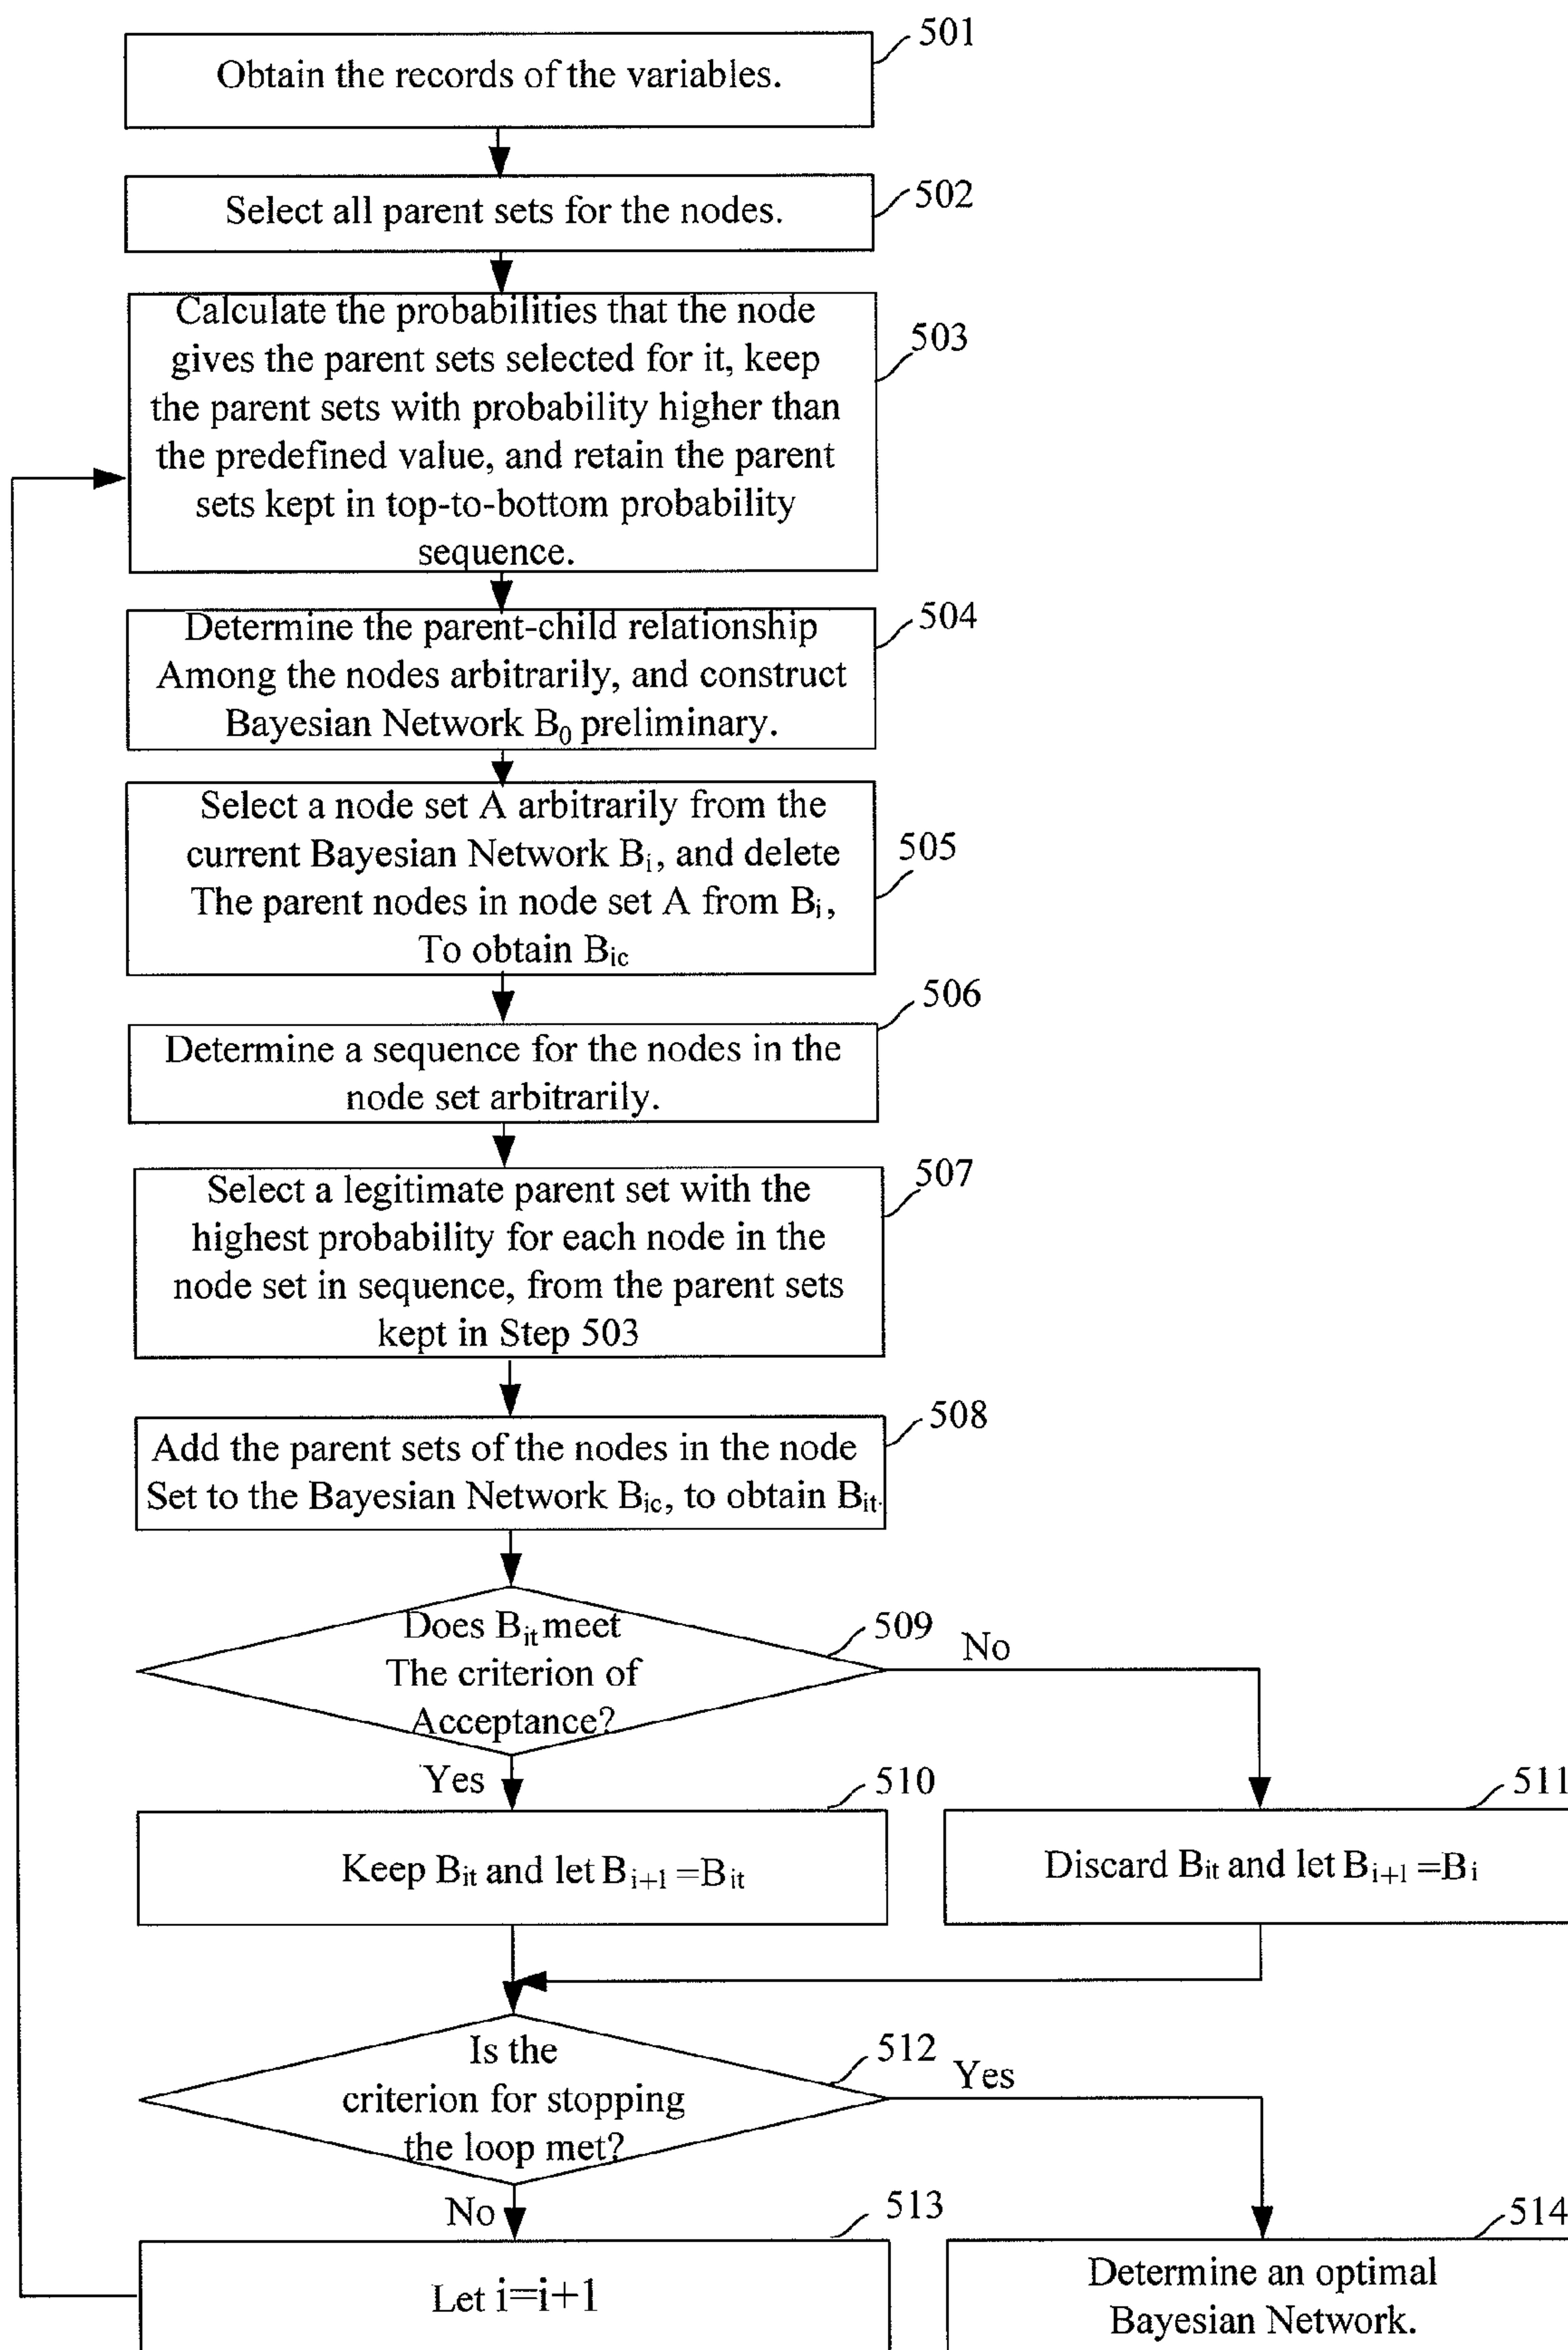 501
Obtain the records of the variables.
502
Select all parent sets for the nodes.
503
Calculate the probabilities that the node
gives the parent sets selected for it, keep
the parent sets with probability higher than
the predefined value, and retain the parent
sets kept in top-to-bottom probability
sequence.
504
Determine the parent-child relationship
Among the nodes arbitrarily, and construct
Bayesian Network B0 preliminary.
505
Select a node set A arbitrarily from the
current Bayesian Network Bi, and delete
The parent nodes in node set A from Bi,
To obtain Bic
506
Determine a sequence for the nodes in the
node set arbitrarily.
507
Select a legitimate parent set with the
highest probability for each node in the
node set in sequence, from the parent sets
kept in Step 503
508
Add the parent sets of the nodes in the node
Set to the Bayesian Network Bic, to obtain Bit.
509
Does Bit meet
The criterion of
Acceptance?
No
Yes
510
Keep Bit and let Bi+1 =Bit
511
Discard Bit and let Bi+1 =Bi
512
Is the
criterion for stopping
the loop met?
Yes
No
513
Let i=i+1
514
Determine an optimal
Bayesian Network.